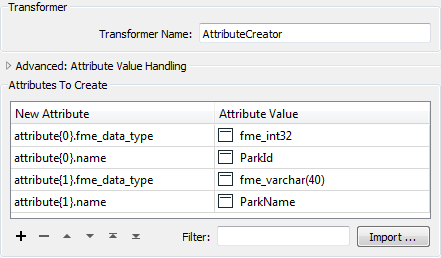 Transformer
Transformer Name: AttributeCreator
Advanced: Attribute Value Handling
Attributes To Create
New Attribute Attribute Value
attribute{0}.fme_data_type fme_int32
attribute{0}.name ParkId
attribute{1}.fme_data_type fme_varchar(40)
attribute{1}.name ParkName
Filter: Import ...